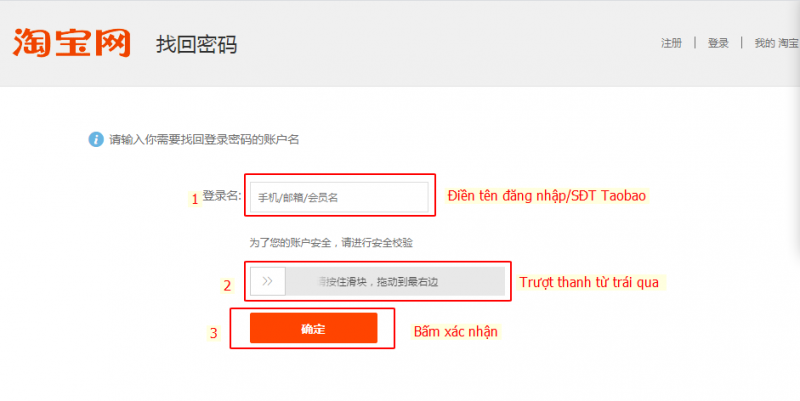 淘宝网 找回密码
注册 | 登录 | 我的 淘宝
请输入你需要找回登录密码的账户名
1 登录名: 手机/邮箱/会员名 Điền tên đăng nhập/SĐT Taobao
为了您的账户安全，请进行安全校验
2 >> 请按住滑块，拖动到最右边 Trượt thanh từ trái qua
3 确定 Bấm xác nhận